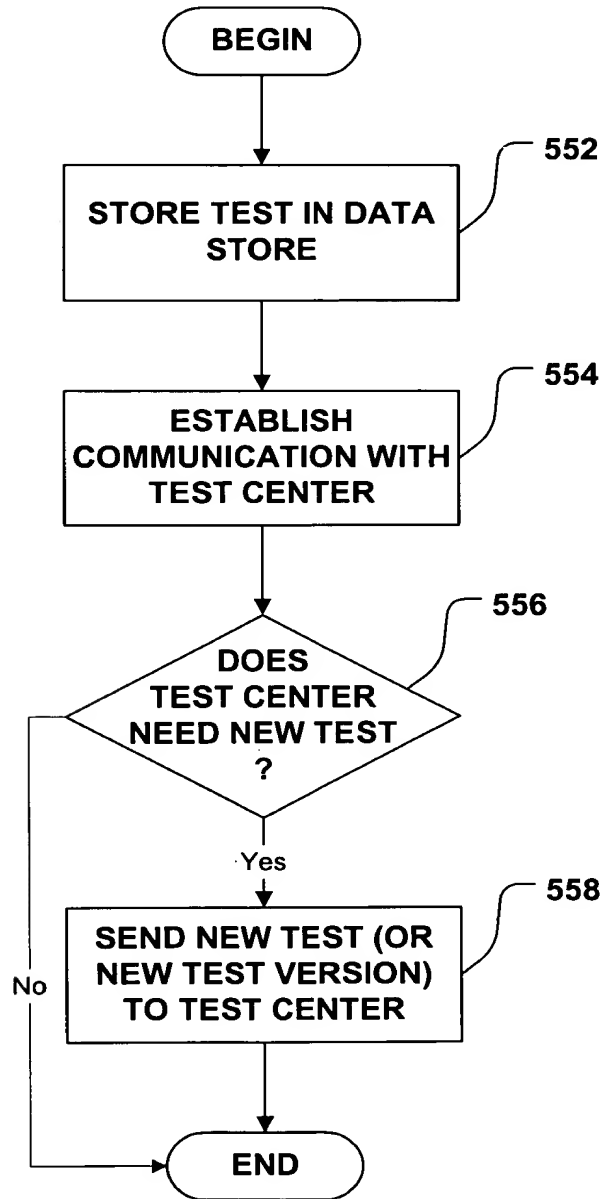 BEGIN
552
STORE TEST IN DATA
STORE
554
ESTABLISH
COMMUNICATION WITH
TEST CENTER
556
DOES
TEST CENTER
NEED NEW TEST
?
Yes
558
SEND NEW TEST (OR
NEW TEST VERSION)
TO TEST CENTER
No
END